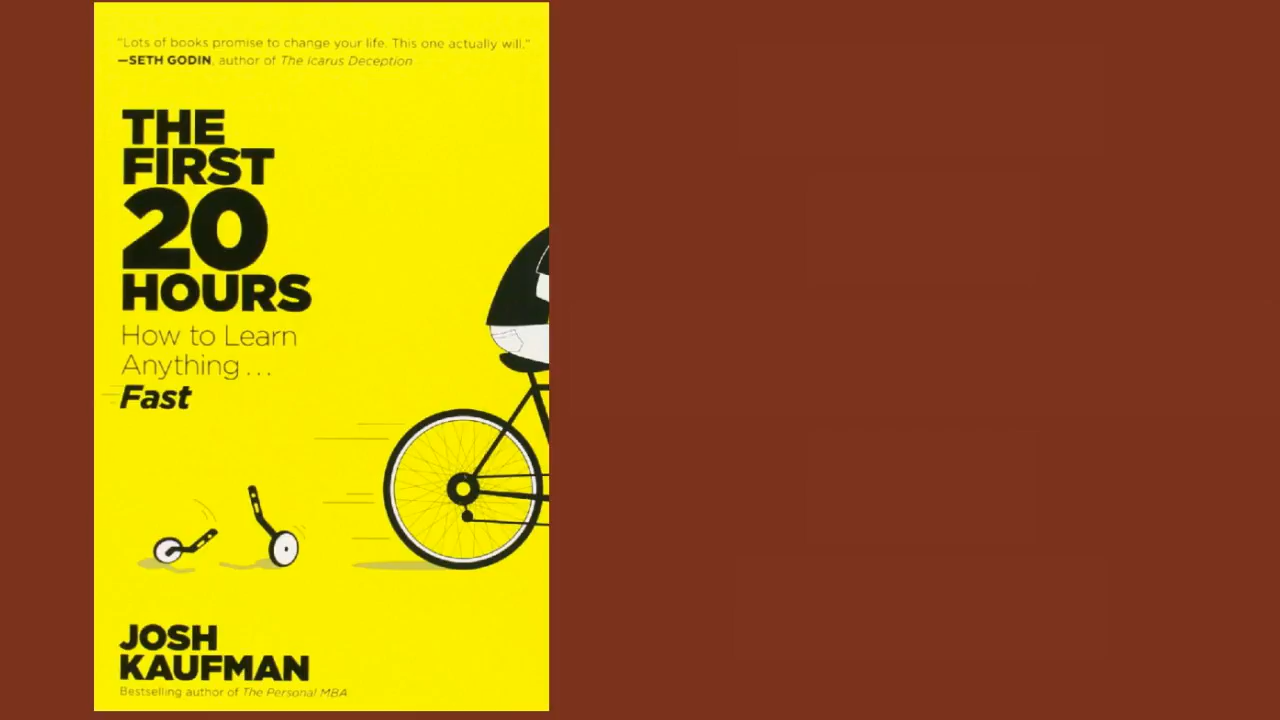 "Lots of books promise to change your life. This one actually will."
—SETH GODIN, author of The Icarus Deception
THE
FIRST
20
HOURS
How to Learn
Anything...
Fast
JOSH
KAUFMAN
Bestselling author of The Personal MBA